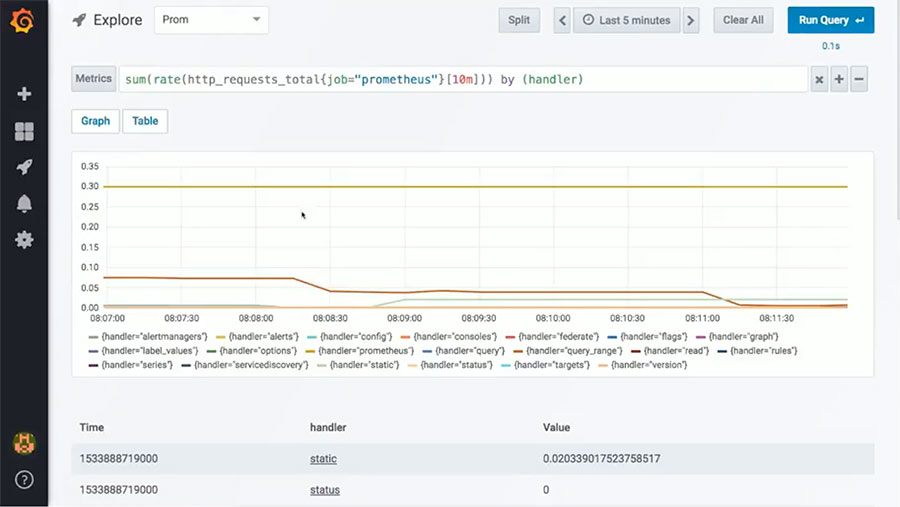 Explore
Prom
Split
Last 5 minutes
Clear All
Run Query
0.1s
Metrics
sum(rate(http_requests_total{job="prometheus"}[10m])) by (handler)
Graph
Table
0.35
0.30
0.25
0.20
0.15
0.10
0.05
0.00
08:07:00 08:07:30 08:08:00 08:08:30 08:09:00 08:09:30 08:10:00 08:10:30 08:11:00 08:11:30
{handler="alertmanagers"} {handler="alerts"} {handler="config"} {handler="consoles"} {handler="federate"} {handler="flags"} {handler="graph"}
{handler="label_values"} {handler="options"} {handler="prometheus"} {handler="query"} {handler="query_range"} {handler="read"} {handler="rules"}
{handler="series"} {handler="servicediscovery"} {handler="static"} {handler="status"} {handler="targets"} {handler="version"}
Time handler Value
1533888719000 static 0.020339017523758517
1533888719000 status 0